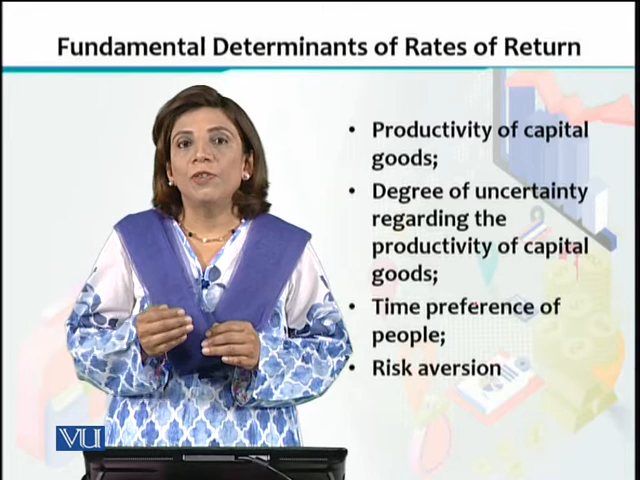 Fundamental Determinants of Rates of Return
• Productivity of capital
goods;
• Degree of uncertainty
regarding the
productivity of capital
goods;
• Time preference of
people;
• Risk aversion
VU